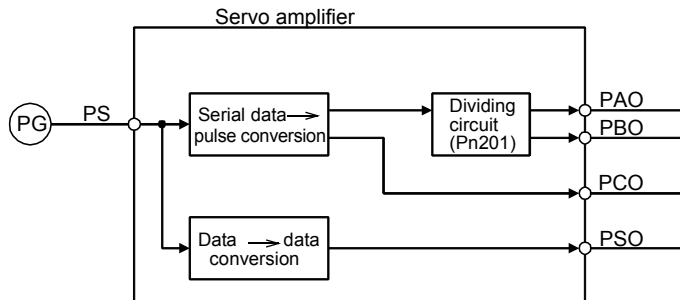 Servo amplifier
PG
PS
Serial data→
pulse conversion
Dividing
circuit
(Pn201)
PAO
PBO
PCO
Data → data
conversion
PSO